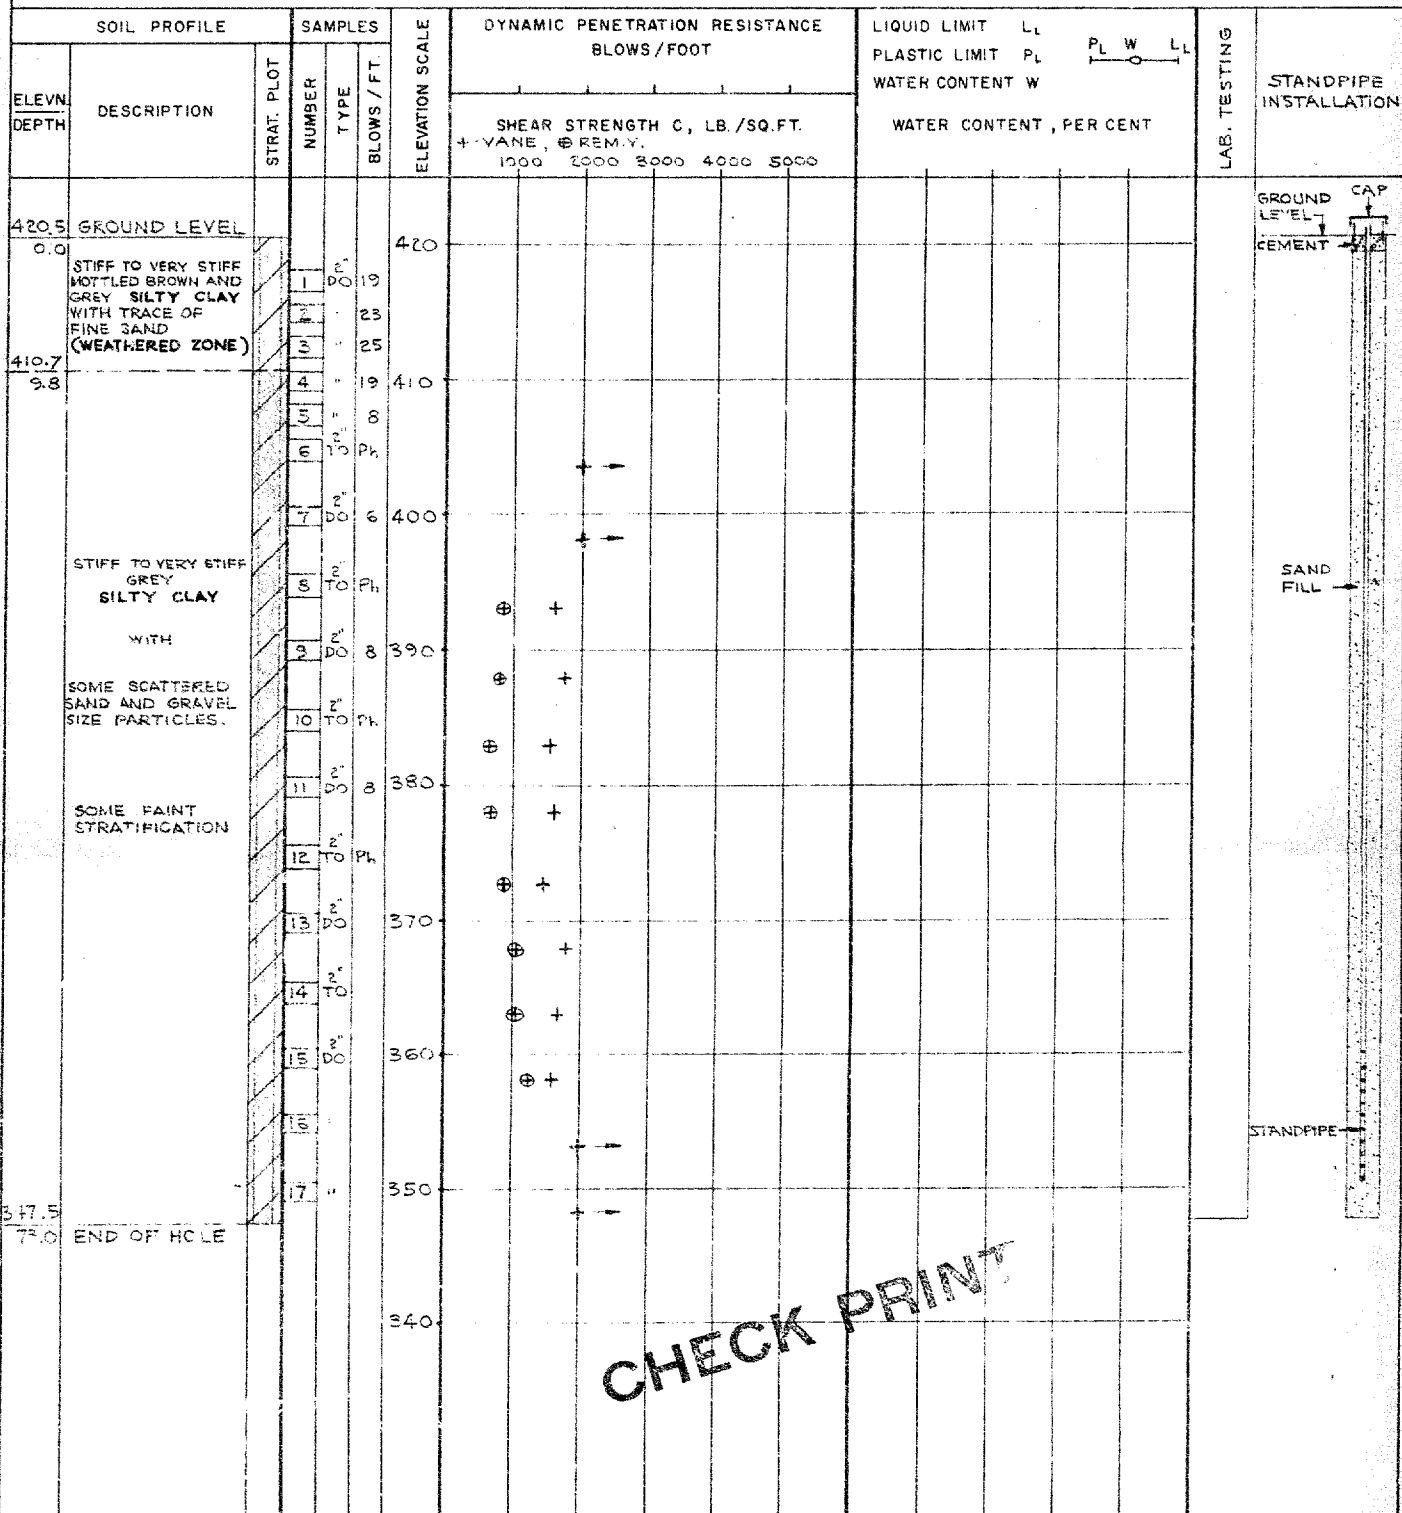 SOIL PROFILE
SAMPLES
ELEVATION SCALE
DYNAMIC PENETRATION RESISTANCE
BLOWS/FOOT
LIQUID LIMIT LL
PLASTIC LIMIT PL
WATER CONTENT W
PL W LL
LAB. TESTING
STANDPIPE
INSTALLATION
ELEVN.
DEPTH
DESCRIPTION
STRAT. PLOT
NUMBER
TYPE
BLOWS / FT.
SHEAR STRENGTH C, LB./SQ.FT.
+ VANE, ⊕ REM.V.
1000 2000 3000 4000 5000
WATER CONTENT, PER CENT
GROUND
LEVEL
CAP
CEMENT
420.5 GROUND LEVEL
0.0
420
STIFF TO VERY STIFF
MOTTLED BROWN AND
GREY SILTY CLAY
WITH TRACE OF
FINE SAND
(WEATHERED ZONE)
1 2" DO 19
2 " 23
3 " 25
410.7
9.8
4 " 19
410
5 " 8
6 2" TO Ph
7 2" DO 6
400
STIFF TO VERY STIFF
GREY
SILTY CLAY
WITH
SOME SCATTERED
SAND AND GRAVEL
SIZE PARTICLES.
SOME FAINT
STRATIFICATION
8 2" TO Ph
9 2" DO 8
390
10 2" TO Ph
11 2" DO 8
380
12 2" TO Ph
13 2" DO
370
14 2" TO
15 2" DO
360
16
17 "
350
SAND
FILL
STANDPIPE
347.5
73.0 END OF HOLE
340
CHECK PRINT